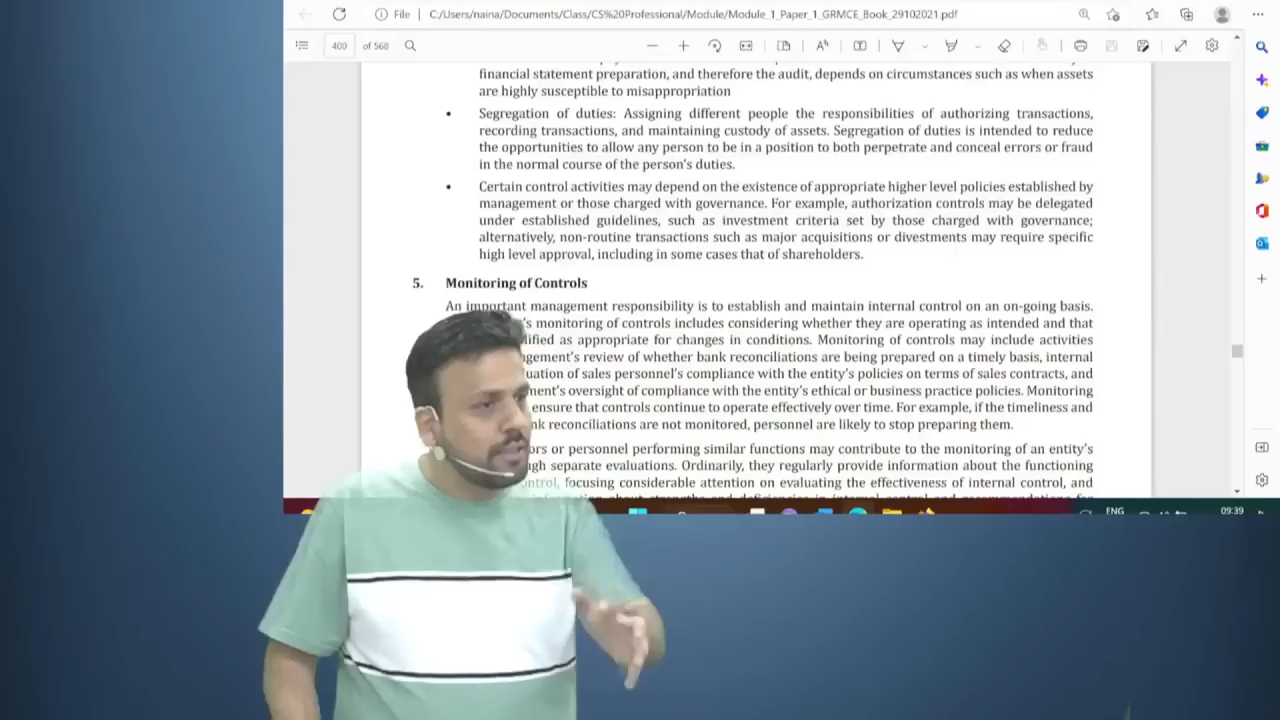 File C:/Users/naina/Documents/Class/CS%20Professional/Module/Module_1_Paper_1_GRMCE_Book_29102021.pdf
400 of 568
financial statement preparation, and therefore the audit, depends on circumstances such as when assets
are highly susceptible to misappropriation
• Segregation of duties: Assigning different people the responsibilities of authorizing transactions,
recording transactions, and maintaining custody of assets. Segregation of duties is intended to reduce
the opportunities to allow any person to be in a position to both perpetrate and conceal errors or fraud
in the normal course of the person's duties.
• Certain control activities may depend on the existence of appropriate higher level policies established by
management or those charged with governance. For example, authorization controls may be delegated
under established guidelines, such as investment criteria set by those charged with governance;
alternatively, non-routine transactions such as major acquisitions or divestments may require specific
high level approval, including in some cases that of shareholders.
5. Monitoring of Controls
An important management responsibility is to establish and maintain internal control on an on-going basis.
's monitoring of controls includes considering whether they are operating as intended and that
ified as appropriate for changes in conditions. Monitoring of controls may include activities
agement's review of whether bank reconciliations are being prepared on a timely basis, internal
uation of sales personnel's compliance with the entity's policies on terms of sales contracts, and
ment's oversight of compliance with the entity's ethical or business practice policies. Monitoring
ensure that controls continue to operate effectively over time. For example, if the timeliness and
nk reconciliations are not monitored, personnel are likely to stop preparing them.
ors or personnel performing similar functions may contribute to the monitoring of an entity's
ugh separate evaluations. Ordinarily, they regularly provide information about the functioning
ntrol, focusing considerable attention on evaluating the effectiveness of internal control, and
ENG
09:39